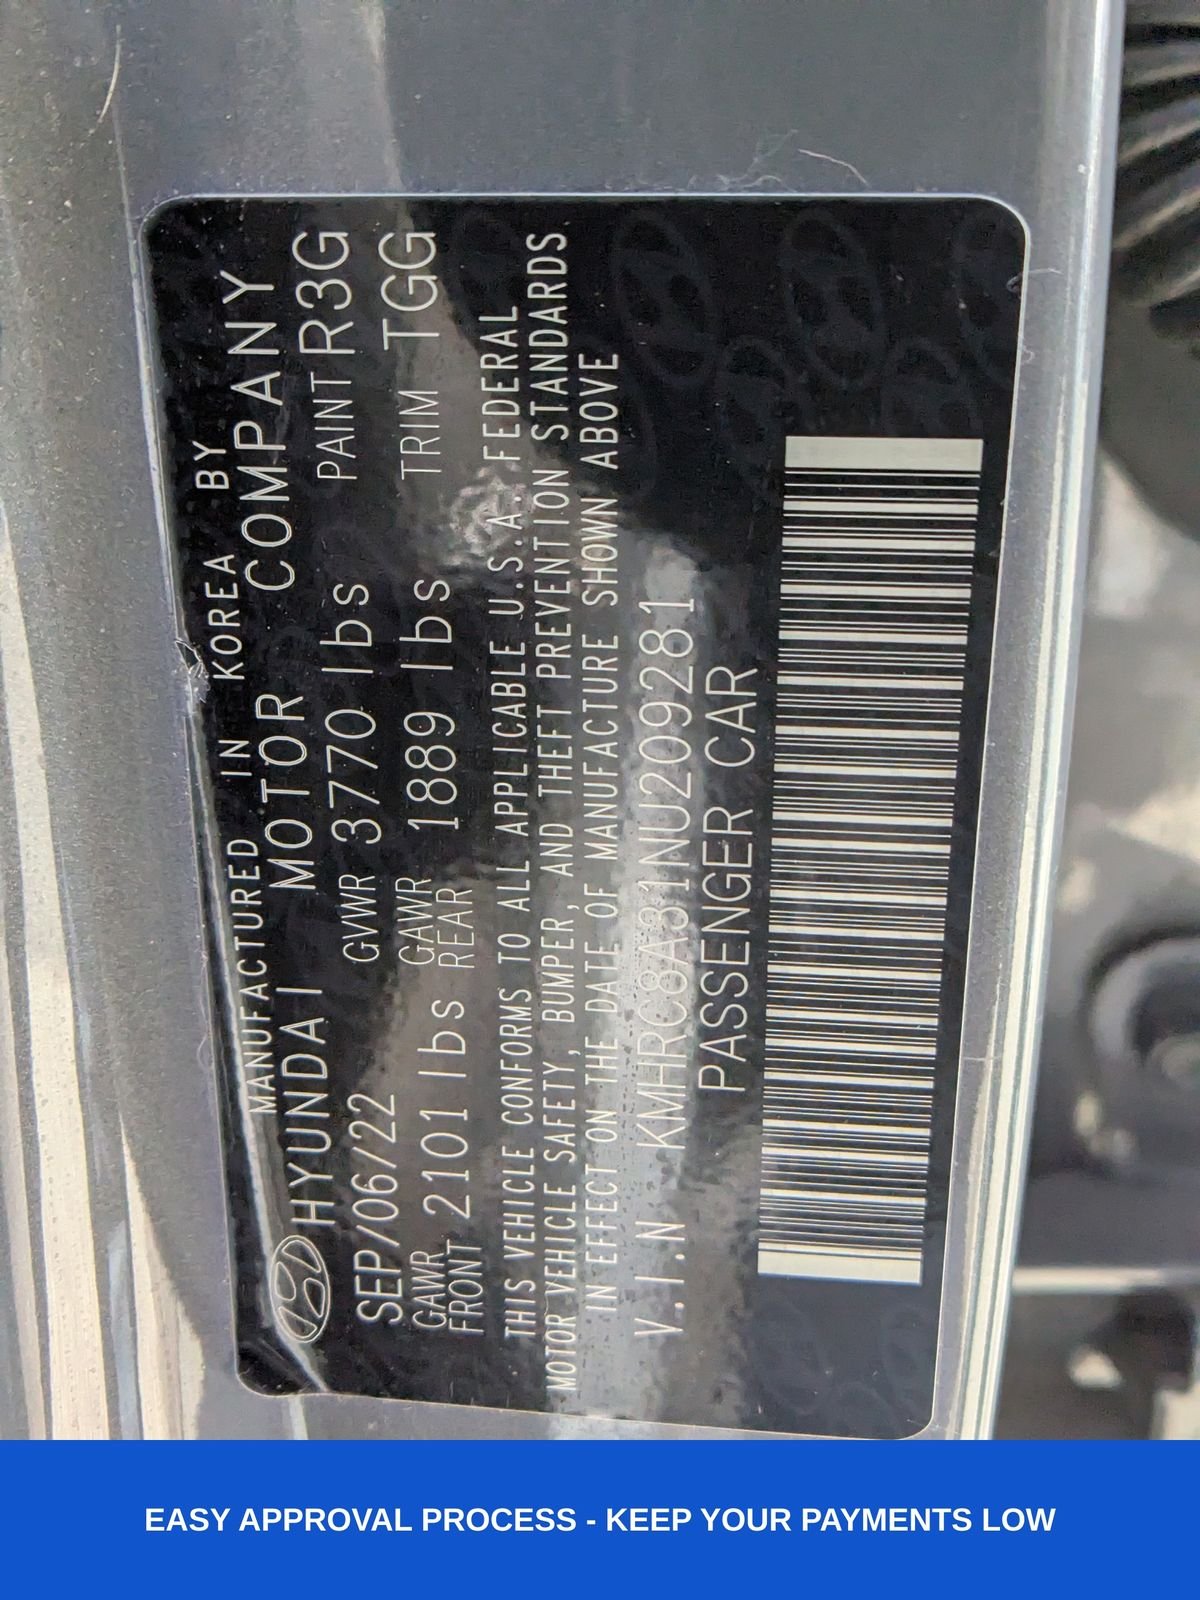 MANUFACTURED IN KOREA BY
HYUNDAI MOTOR COMPANY
SEP/06/22 GVWR 3770 lbs PAINT R3G
GAWR FRONT 2101 lbs GAWR REAR 1889 lbs TRIM TGG
THIS VEHICLE CONFORMS TO ALL APPLICABLE U.S.A. FEDERAL
MOTOR VEHICLE SAFETY, BUMPER, AND THEFT PREVENTION STANDARDS
IN EFFECT ON THE DATE OF MANUFACTURE SHOWN ABOVE
V.I.N KMHRC8A31NU209281
PASSENGER CAR
EASY APPROVAL PROCESS - KEEP YOUR PAYMENTS LOW